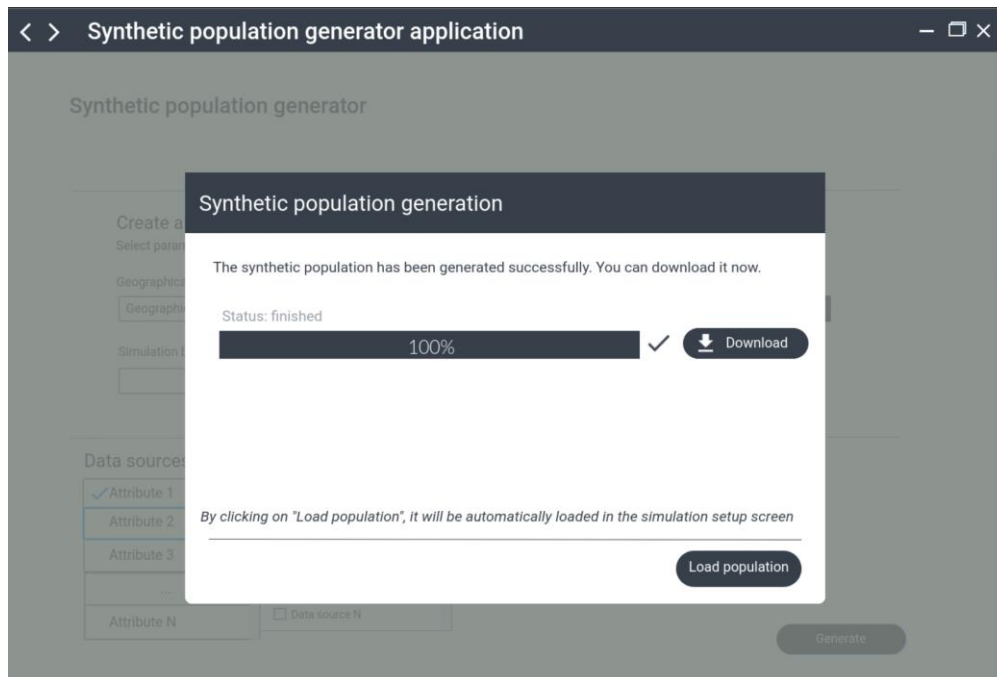 Synthetic population generator application
Synthetic population generator
Create a
Select param
Geographica
Geographi
Simulation
Synthetic population generation
The synthetic population has been generated successfully. You can download it now.
Status: finished
100%
Download
By clicking on "Load population", it will be automatically loaded in the simulation setup screen
Load population
Data sources
Attribute 1
Attribute 2
Attribute 3
...
Attribute N
Data source N
Generate